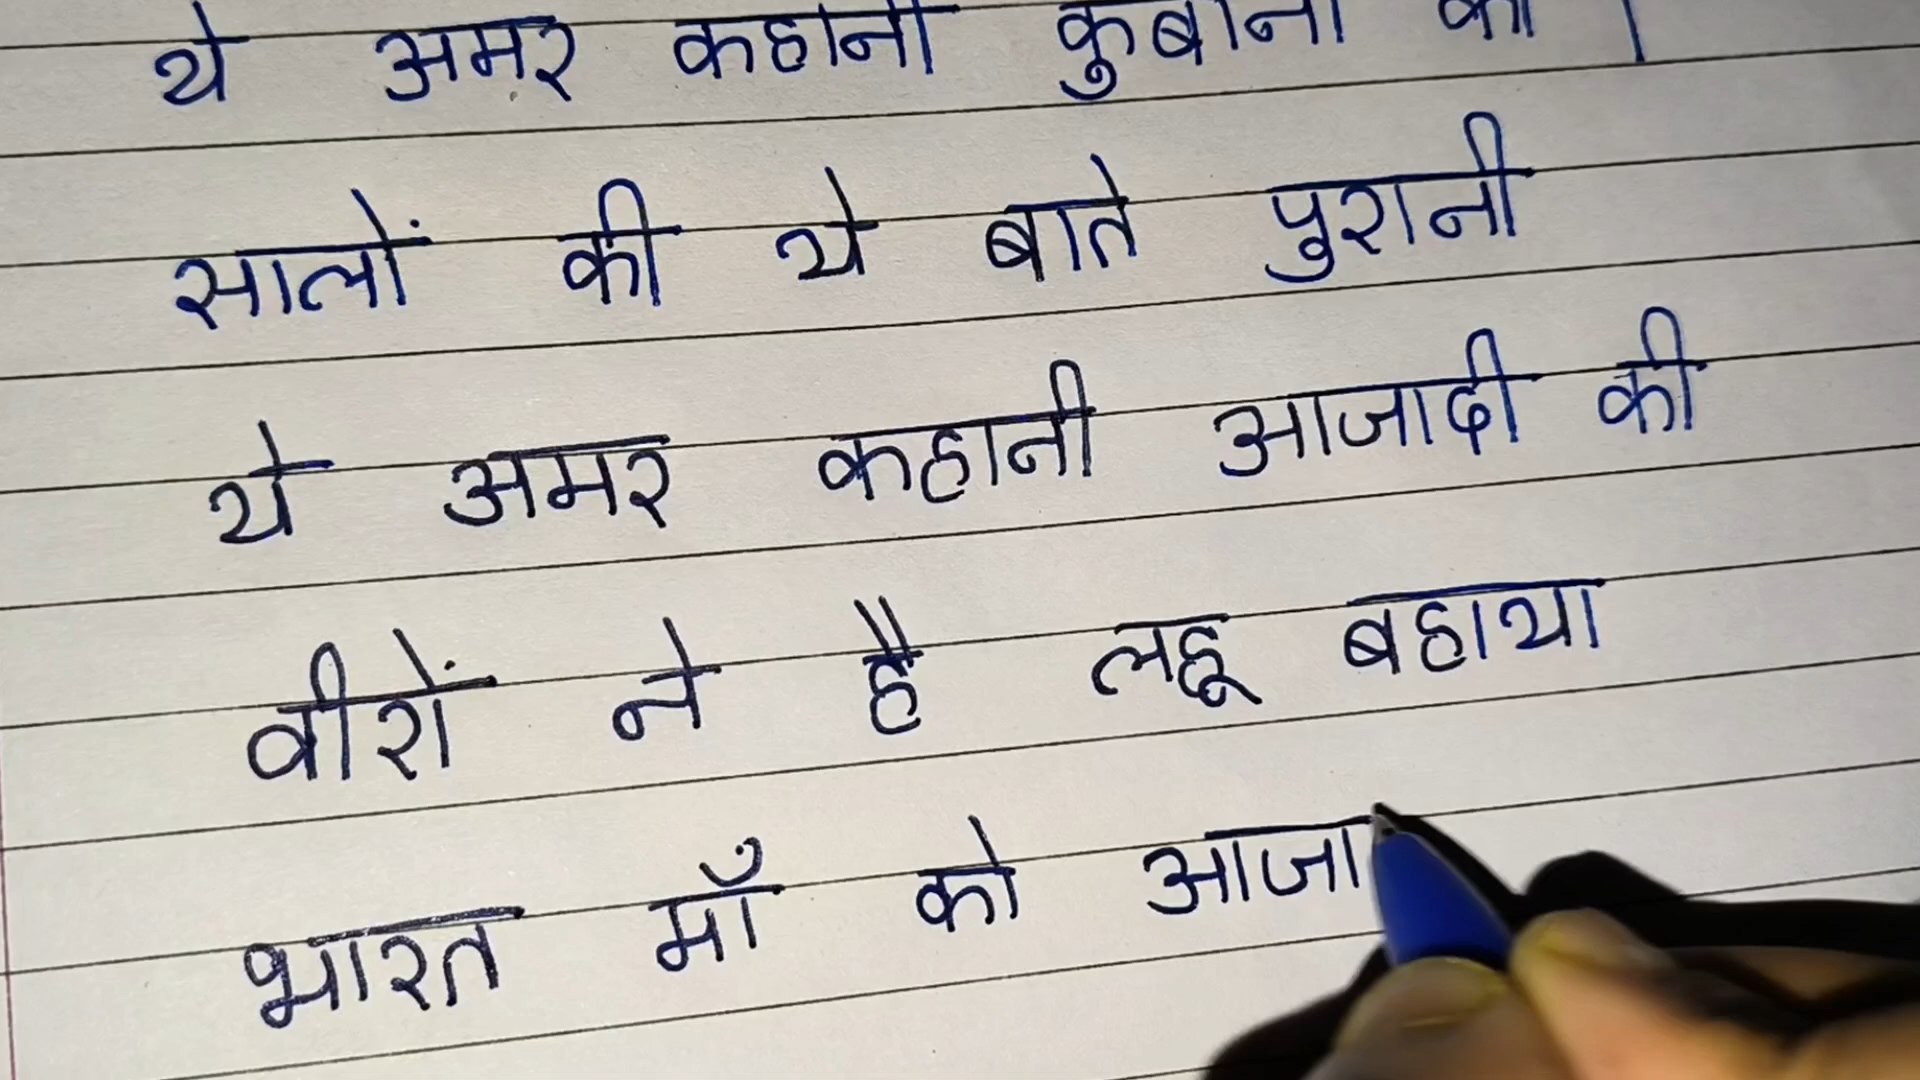 ये अमर कहानी कुबानी की |
सालों की ये बाते पुरानी
ये अमर कहानी आजादी की
वीरों ने है लहू बहाया
भारत माँ को आजा